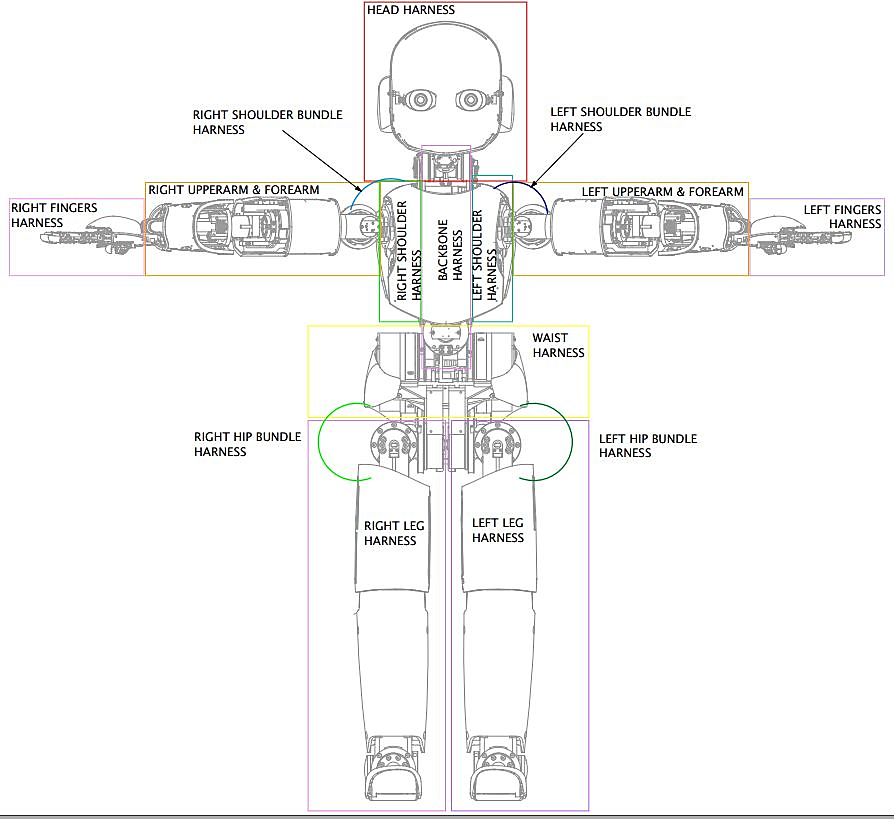 HEAD HARNESS
RIGHT SHOULDER BUNDLE
HARNESS
LEFT SHOULDER BUNDLE
HARNESS
RIGHT UPPERARM & FOREARM
LEFT UPPERARM & FOREARM
RIGHT FINGERS
HARNESS
LEFT FINGERS
HARNESS
RIGHT SHOULDER
HARNESS
BACKBONE
HARNESS
LEFT SHOULDER
HARNESS
WAIST
HARNESS
RIGHT HIP BUNDLE
HARNESS
LEFT HIP BUNDLE
HARNESS
RIGHT LEG
HARNESS
LEFT LEG
HARNESS